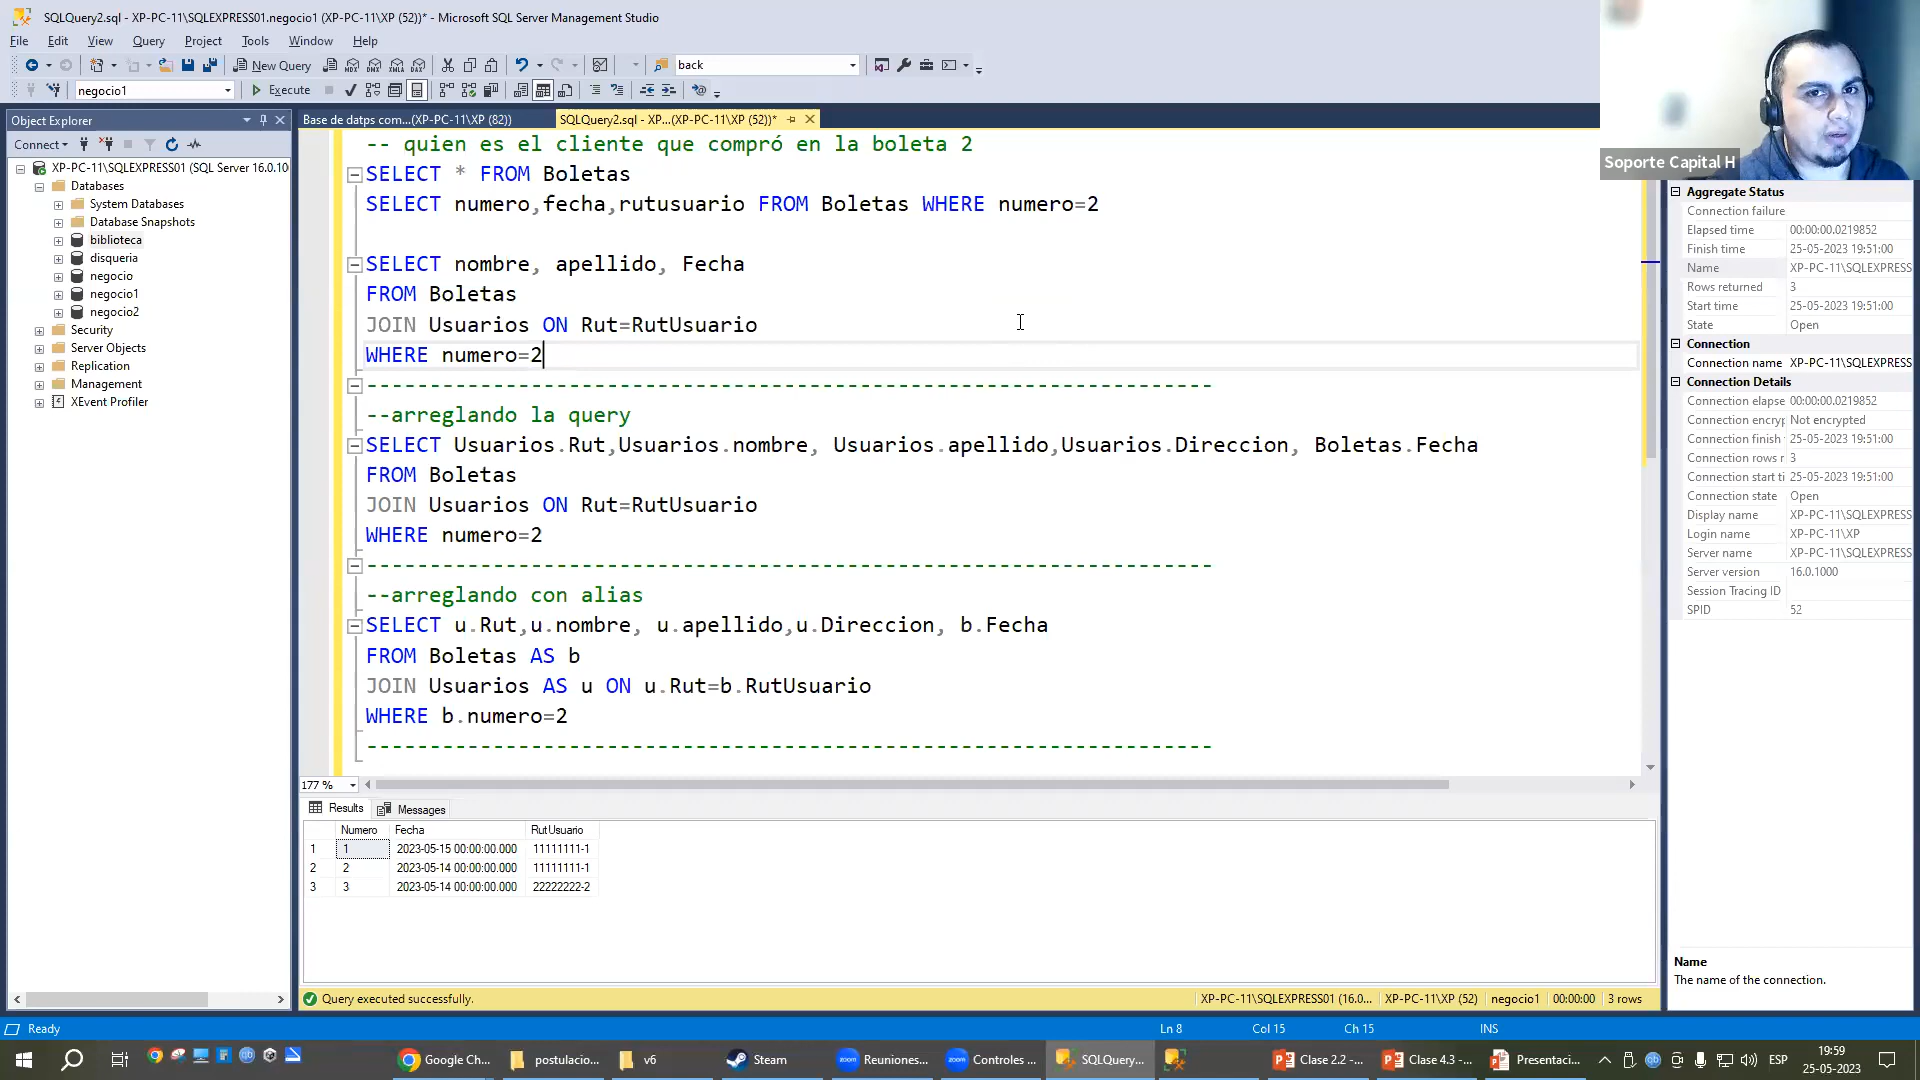 SQLQuery2.sql - XP-PC-11\SQLEXPRESS01.negocio1 (XP-PC-11\XP (52))* - Microsoft SQL Server Management Studio
File Edit View Query Project Tools Window Help
New Query back
negocio1 Execute
Object Explorer
Connect
XP-PC-11\SQLEXPRESS01 (SQL Server 16.0.10
Databases
System Databases
Database Snapshots
biblioteca
disqueria
negocio
negocio1
negocio2
Security
Server Objects
Replication
Management
XEvent Profiler
Base de datps com...(XP-PC-11\XP (82))
SQLQuery2.sql - XP...(XP-PC-11\XP (52))*
-- quien es el cliente que compró en la boleta 2
SELECT * FROM Boletas
SELECT numero,fecha,rutusuario FROM Boletas WHERE numero=2
SELECT nombre, apellido, Fecha
FROM Boletas
JOIN Usuarios ON Rut=RutUsuario
WHERE numero=2
-------------------------------------------------------------------
--arreglando la query
SELECT Usuarios.Rut,Usuarios.nombre, Usuarios.apellido,Usuarios.Direccion, Boletas.Fecha
FROM Boletas
JOIN Usuarios ON Rut=RutUsuario
WHERE numero=2
-------------------------------------------------------------------
--arreglando con alias
SELECT u.Rut,u.nombre, u.apellido,u.Direccion, b.Fecha
FROM Boletas AS b
JOIN Usuarios AS u ON u.Rut=b.RutUsuario
WHERE b.numero=2
-------------------------------------------------------------------
177 %
Results Messages
Numero Fecha RutUsuario
1 1 2023-05-15 00:00:00.000 11111111-1
2 2 2023-05-14 00:00:00.000 11111111-1
3 3 2023-05-14 00:00:00.000 22222222-2
Query executed successfully.
XP-PC-11\SQLEXPRESS01 (16.0... XP-PC-11\XP (52) negocio1 00:00:00 3 rows
Soporte Capital H
Aggregate Status
Connection failure
Elapsed time 00:00:00.0219852
Finish time 25-05-2023 19:51:00
Name XP-PC-11\SQLEXPRESS
Rows returned 3
Start time 25-05-2023 19:51:00
State Open
Connection
Connection name XP-PC-11\SQLEXPRESS
Connection Details
Connection elapse 00:00:00.0219852
Connection encryp Not encrypted
Connection finish 25-05-2023 19:51:00
Connection rows r 3
Connection start ti 25-05-2023 19:51:00
Connection state Open
Display name XP-PC-11\SQLEXPRESS
Login name XP-PC-11\XP
Server name XP-PC-11\SQLEXPRESS
Server version 16.0.1000
Session Tracing ID
SPID 52
Name
The name of the connection.
Ready Ln 8 Col 15 Ch 15 INS
Google Ch... postulacio... v6 Steam Reuniones... Controles ... SQLQuery... Clase 2.2 -... Clase 4.3 -... Presentaci... ESP 19:59
25-05-2023